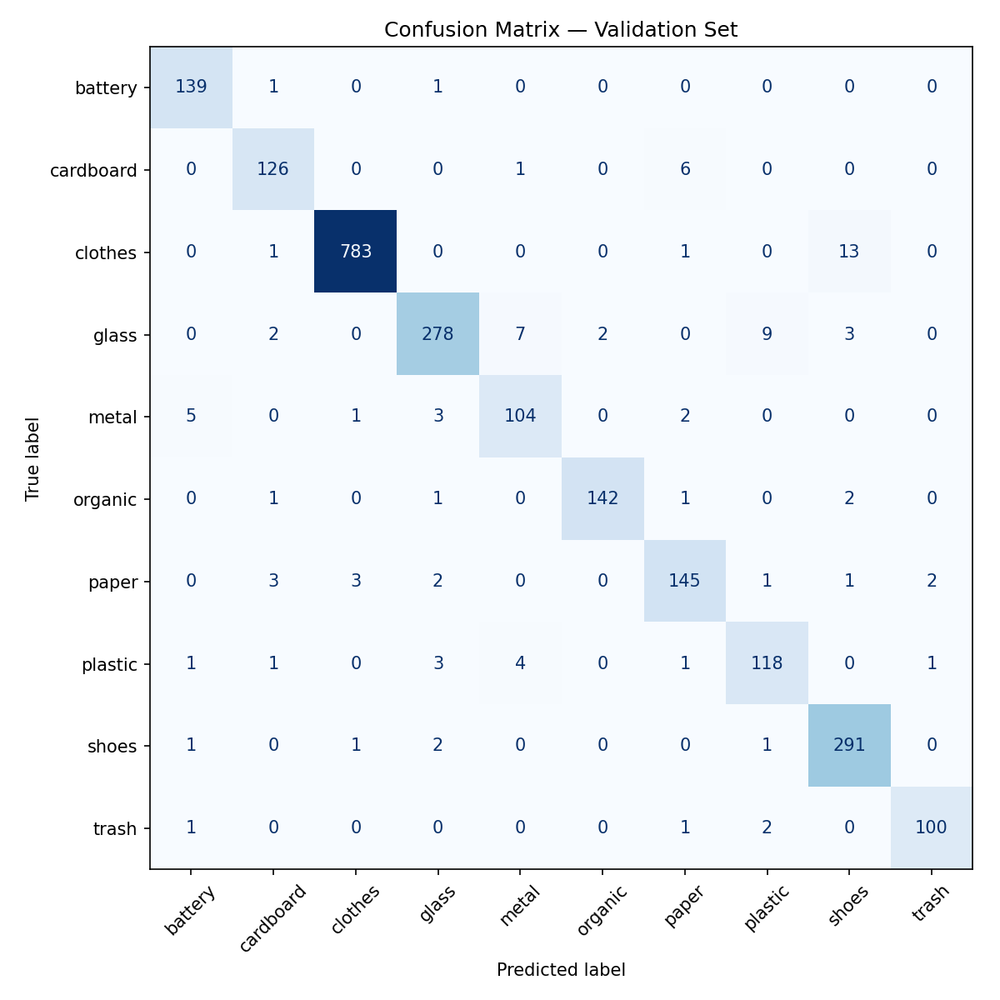 Confusion Matrix — Validation Set
True label
battery 139 1 0 1 0 0 0 0 0 0
cardboard 0 126 0 0 1 0 6 0 0 0
clothes 0 1 783 0 0 0 1 0 13 0
glass 0 2 0 278 7 2 0 9 3 0
metal 5 0 1 3 104 0 2 0 0 0
organic 0 1 0 1 0 142 1 0 2 0
paper 0 3 3 2 0 0 145 1 1 2
plastic 1 1 0 3 4 0 1 118 0 1
shoes 1 0 1 2 0 0 0 1 291 0
trash 1 0 0 0 0 0 1 2 0 100
battery cardboard clothes glass metal organic paper plastic shoes trash
Predicted label